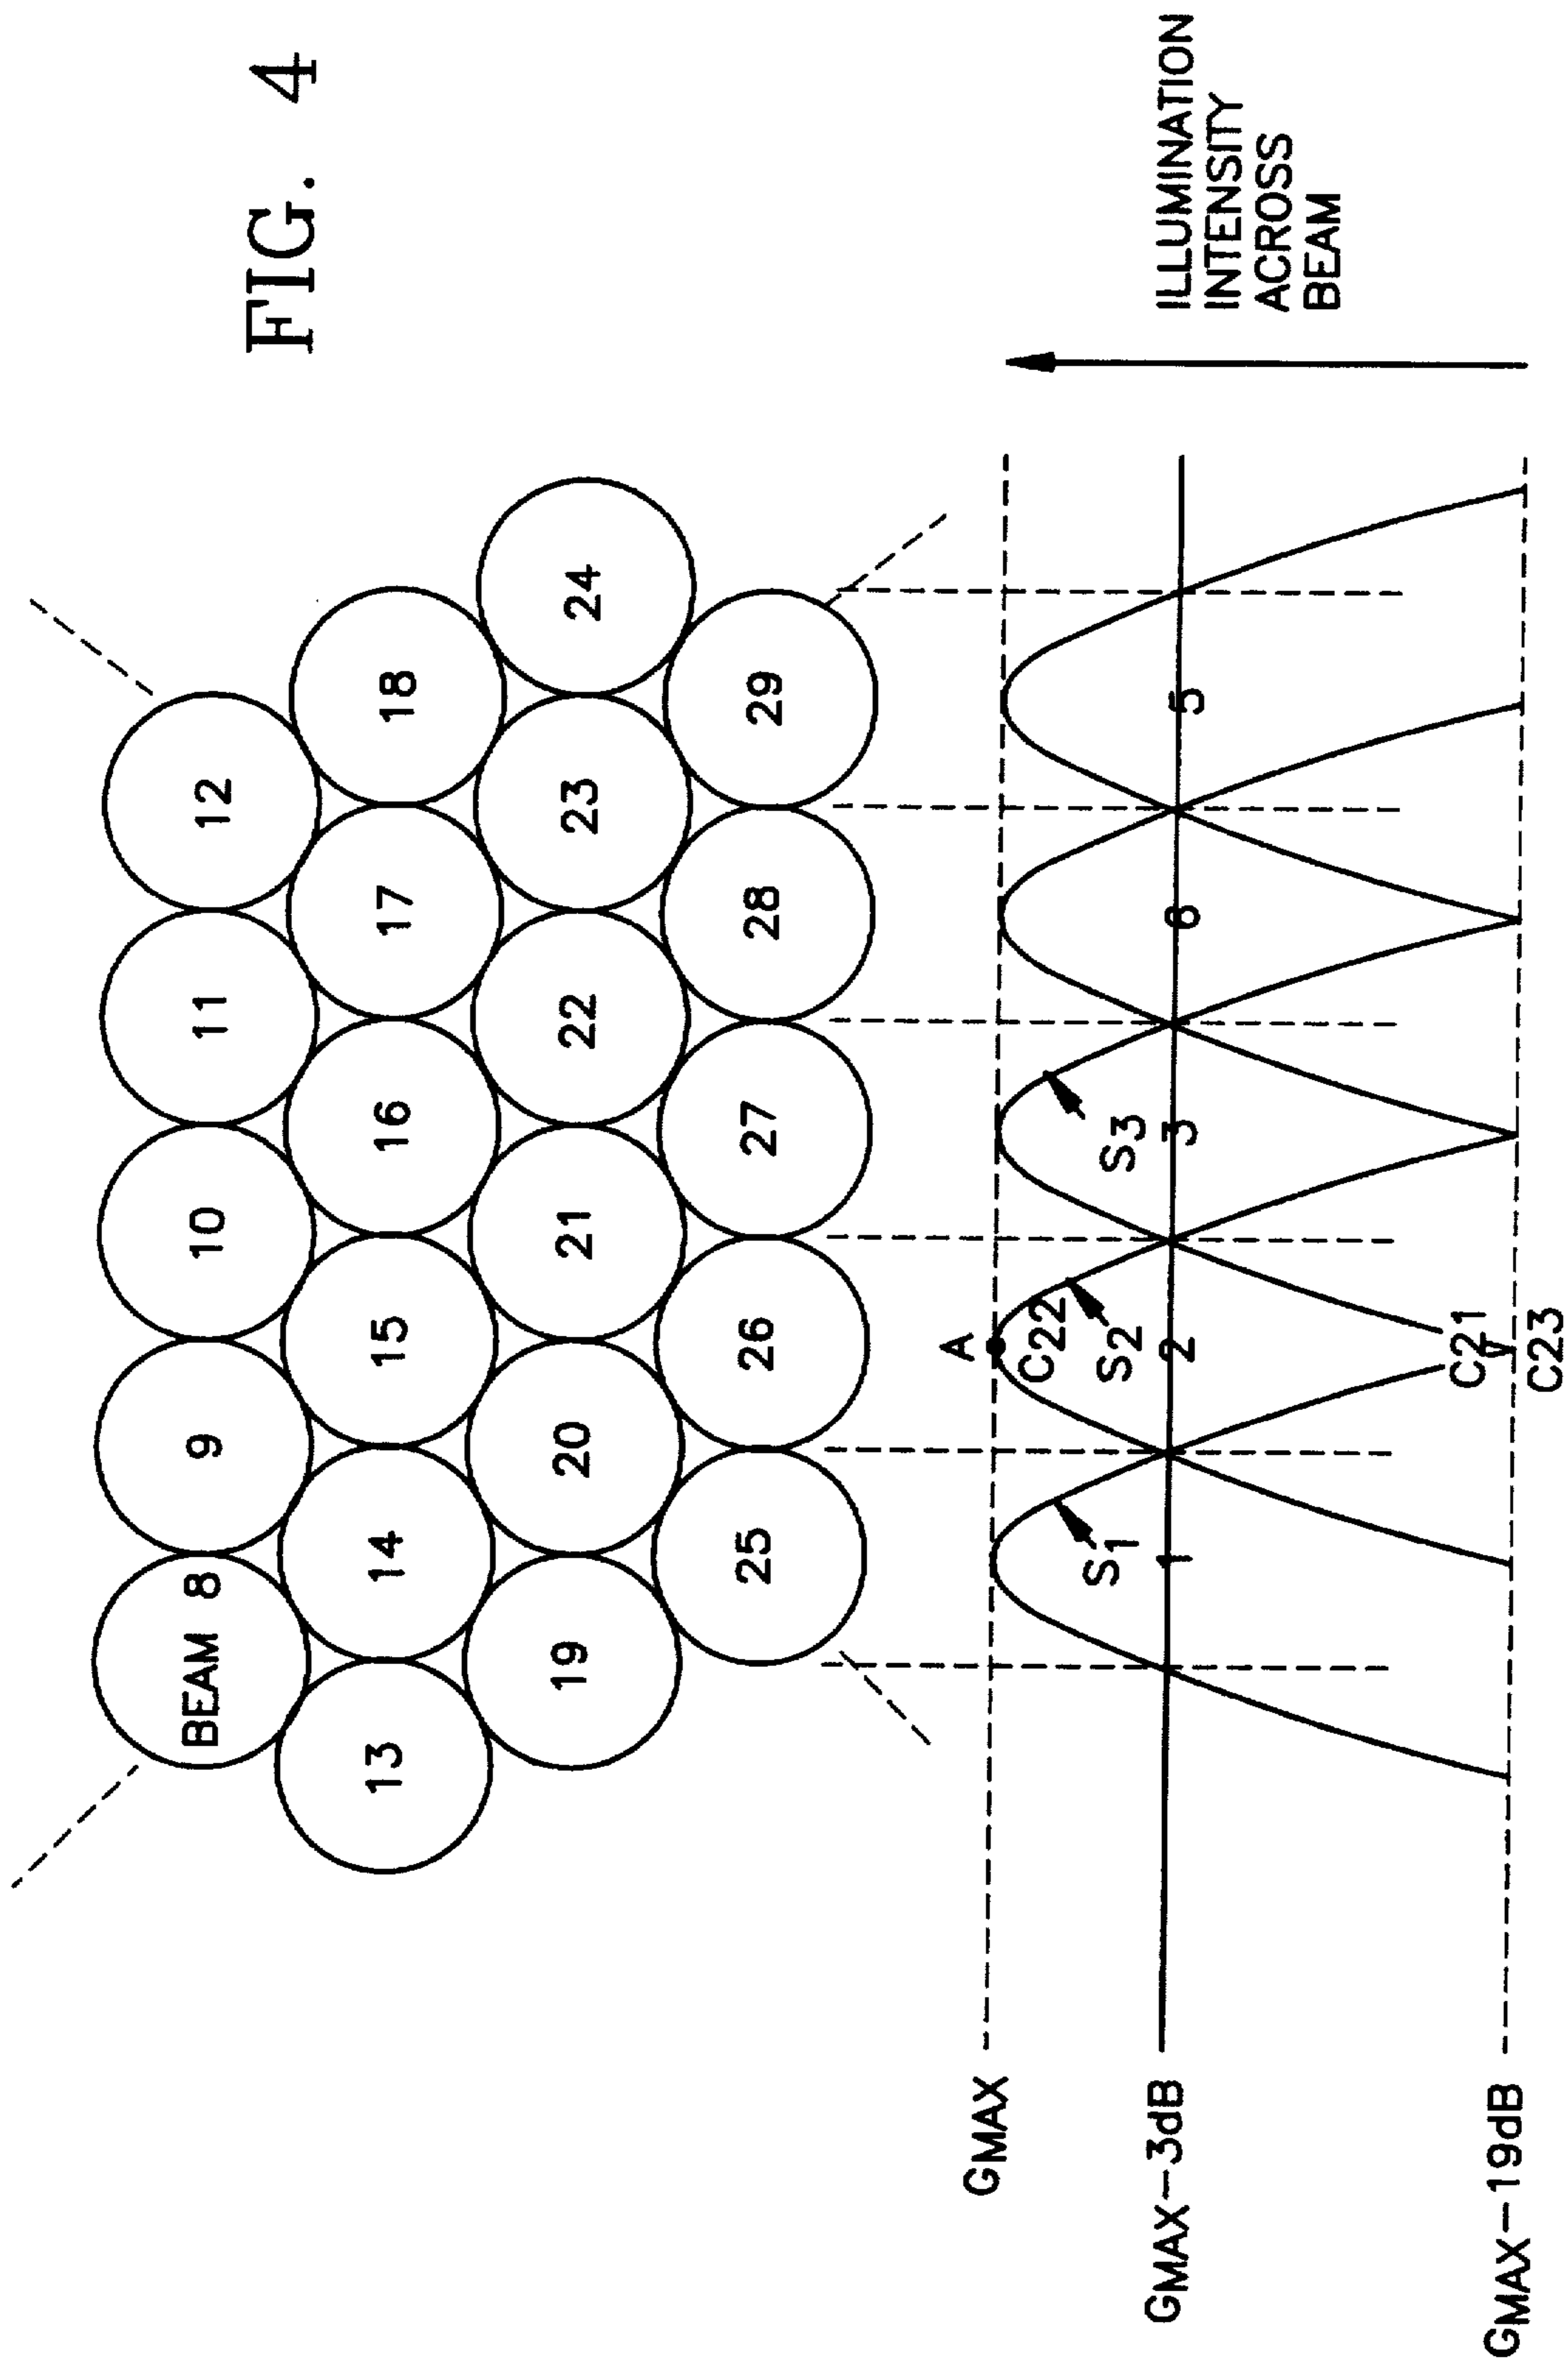 FIG. 4
BEAM 8 9 10 11 12
13 14 15 16 17 18
19 20 21 22 23 24
25 26 27 28 29
A
GMAX
C22
S1 S2 S3
GMAX-3dB
1 2 3 6 5
C21
GMAX-19dB
C23
ILLUMINATION
INTENSITY
ACROSS
BEAM